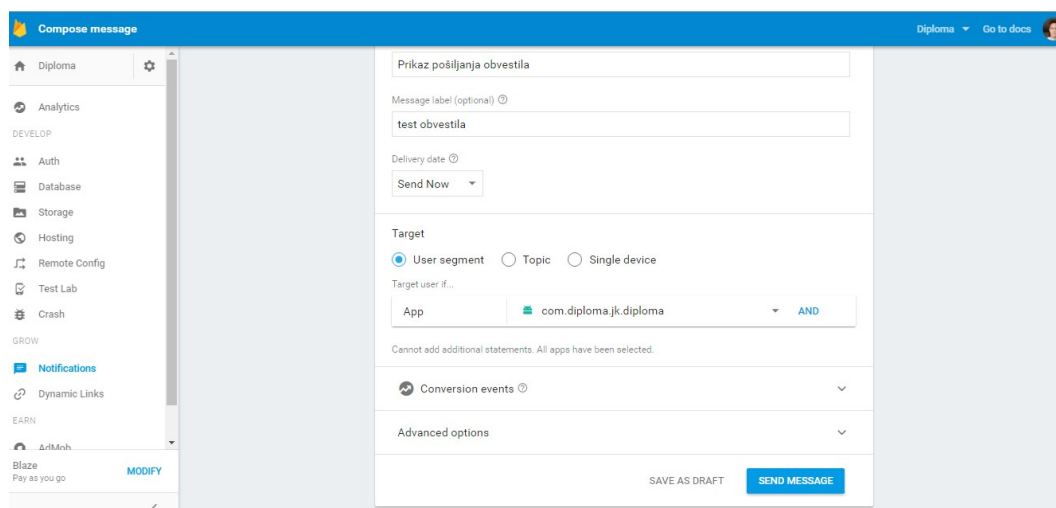 Compose message
Diploma
Go to docs
Diploma
Analytics
DEVELOP
Auth
Database
Storage
Hosting
Remote Config
Test Lab
Crash
GROW
Notifications
Dynamic Links
EARN
AdMob
Blaze
Pay as you go
MODIFY
Prikaz pošiljanja obvestila
Message label (optional)
test obvestila
Delivery date
Send Now
Target
User segment Topic Single device
Target user if...
App com.diploma.jk.diploma AND
Cannot add additional statements. All apps have been selected.
Conversion events
Advanced options
SAVE AS DRAFT SEND MESSAGE